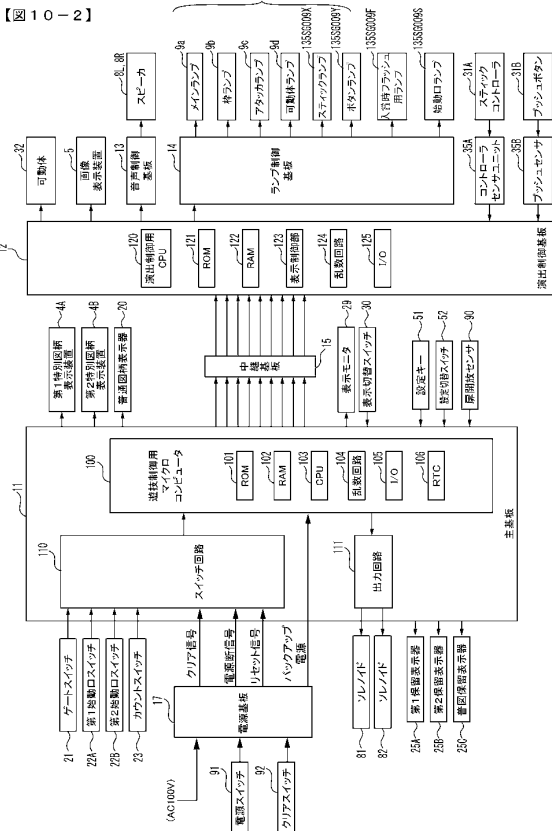 【図１０－２】
12
32
可動体
5
画像
表示装置
13
音声制御
基板
8L, 8R
スピーカ
14
ランプ制御
基板
9a
メインランプ
9b
枠ランプ
9c
アタッカランプ
9d
可動体ランプ
135SG009X
スティックランプ
135SG009Y
ボタンランプ
135SG009F
入浴時フラッシュ
用ランプ
135SG009S
始動口ランプ
31A
スティック
コントローラ
35A
コントローラ
センサユニット
31B
プッシュボタン
35B
プッシュセンサ
120
演出制御用
CPU
121
ROM
122
RAM
123
表示制御部
124
乱数回路
125
I/O
演出制御基板
4A
第1特別図柄
表示装置
4B
第2特別図柄
表示装置
20
普通図柄表示器
15
中継基板
29
表示モニタ
30
表示切替スイッチ
51
設定キー
52
設定切替スイッチ
90
扉開放センサ
11
100
遊技制御用
マイクロ
コンピュータ
101
ROM
102
RAM
103
CPU
104
乱数回路
105
I/O
106
RTC
主基板
110
スイッチ回路
111
出力回路
21
ゲートスイッチ
22A
第1始動口スイッチ
22B
第2始動口スイッチ
23
カウントスイッチ
クリア信号
電源断信号
リセット信号
バックアップ
電源
17
電源基板
(AC100V)
91
電源スイッチ
92
クリアスイッチ
81
ソレノイド
82
ソレノイド
25A
第1保留表示器
25B
第2保留表示器
25C
普図保留表示器